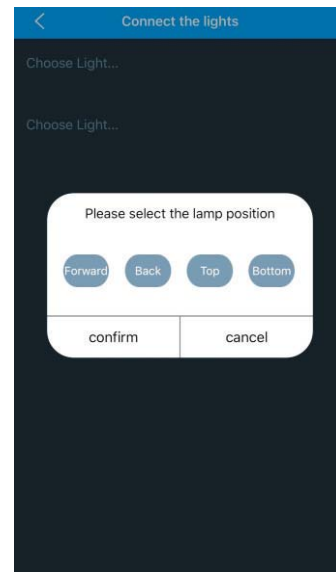 Connect the lights
Choose Light...
Choose Light...
Please select the lamp position
Forward Back Top Bottom
confirm cancel